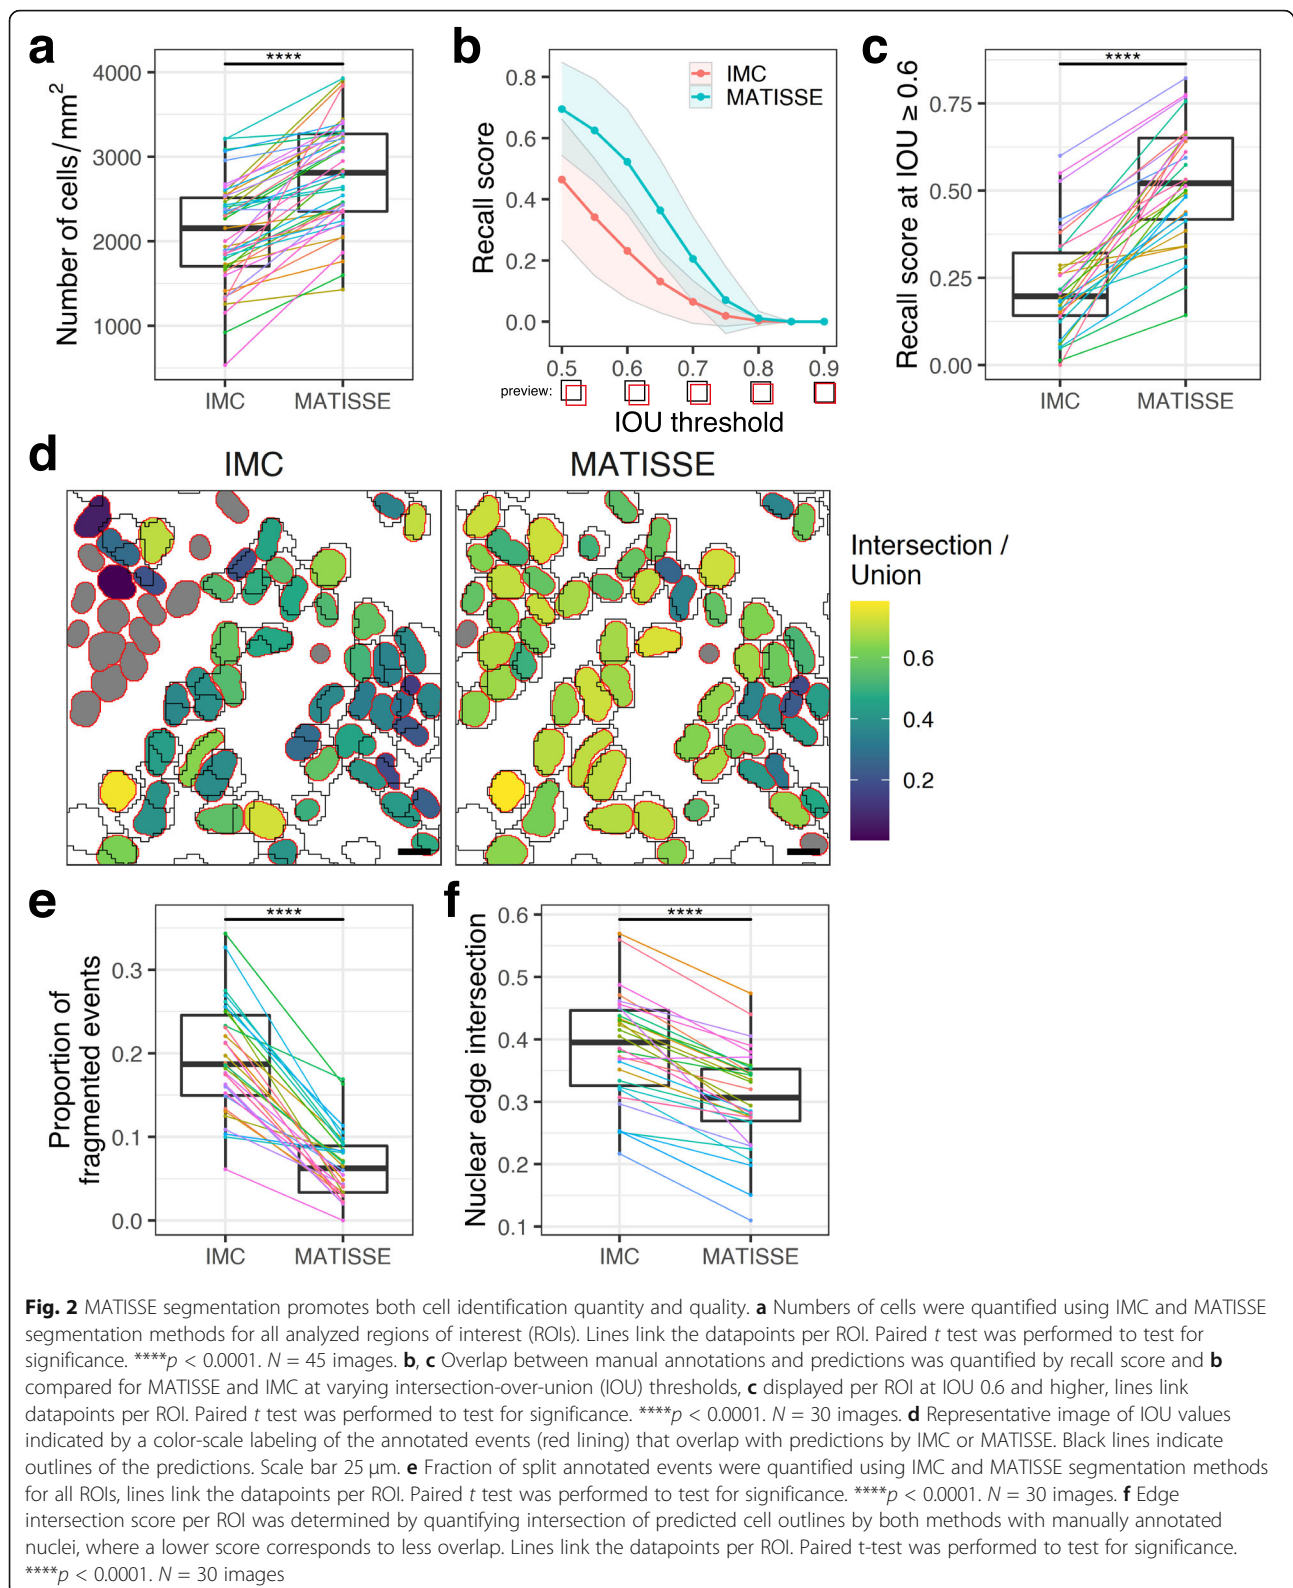 a
****
Number of cells/mm²
4000
3000
2000
1000
IMC
MATISSE
b
Recall score
0.8
0.6
0.4
0.2
0.0
IMC
MATISSE
0.5
0.6
0.7
0.8
0.9
preview:
IOU threshold
c
****
Recall score at IOU ≥ 0.6
0.75
0.50
0.25
0.00
IMC
MATISSE
d
IMC
MATISSE
Intersection /
Union
0.6
0.4
0.2
e
****
Proportion of
fragmented events
0.3
0.2
0.1
0.0
IMC
MATISSE
f
****
Nuclear edge intersection
0.6
0.5
0.4
0.3
0.2
0.1
IMC
MATISSE
Fig. 2 MATISSE segmentation promotes both cell identification quantity and quality. a Numbers of cells were quantified using IMC and MATISSE
segmentation methods for all analyzed regions of interest (ROIs). Lines link the datapoints per ROI. Paired t test was performed to test for
significance. ****p < 0.0001. N = 45 images. b, c Overlap between manual annotations and predictions was quantified by recall score and b
compared for MATISSE and IMC at varying intersection-over-union (IOU) thresholds, c displayed per ROI at IOU 0.6 and higher, lines link
datapoints per ROI. Paired t test was performed to test for significance. ****p < 0.0001. N = 30 images. d Representative image of IOU values
indicated by a color-scale labeling of the annotated events (red lining) that overlap with predictions by IMC or MATISSE. Black lines indicate
outlines of the predictions. Scale bar 25 μm. e Fraction of split annotated events were quantified using IMC and MATISSE segmentation methods
for all ROIs, lines link the datapoints per ROI. Paired t test was performed to test for significance. ****p < 0.0001. N = 30 images. f Edge
intersection score per ROI was determined by quantifying intersection of predicted cell outlines by both methods with manually annotated
nuclei, where a lower score corresponds to less overlap. Lines link the datapoints per ROI. Paired t-test was performed to test for significance.
****p < 0.0001. N = 30 images